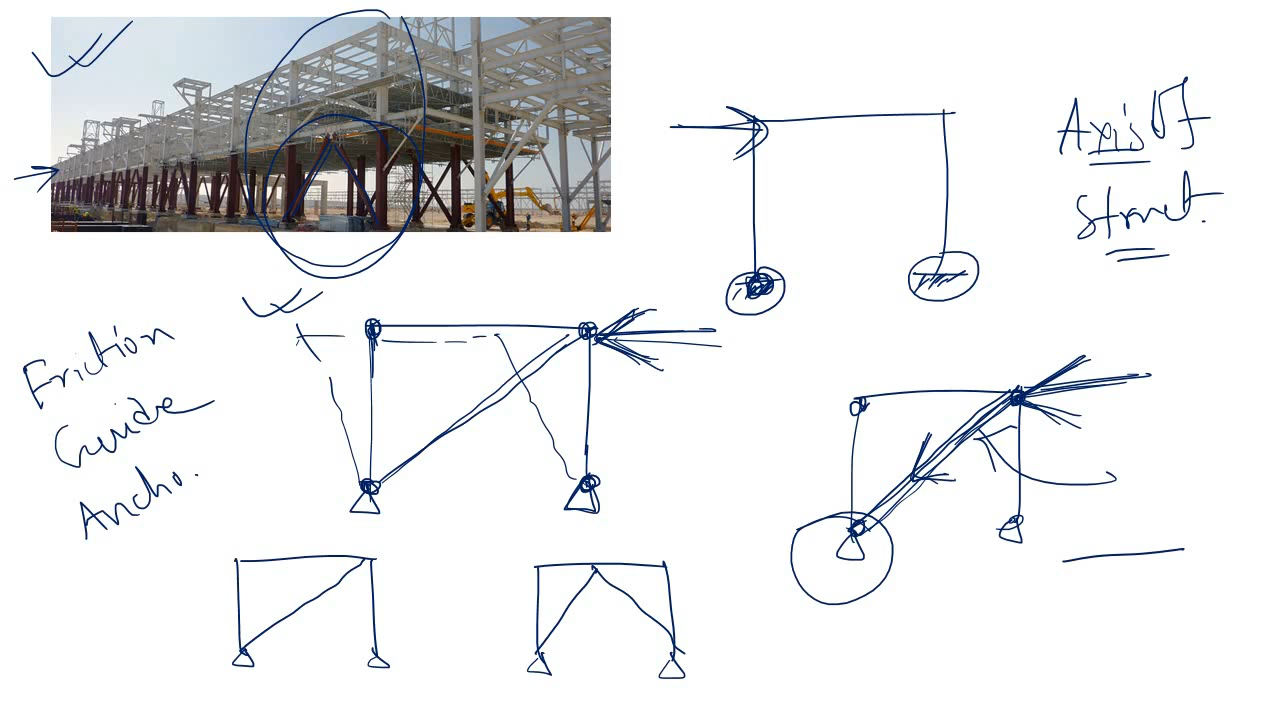 Axis of
Struct.
Friction
Guide
Ancho.